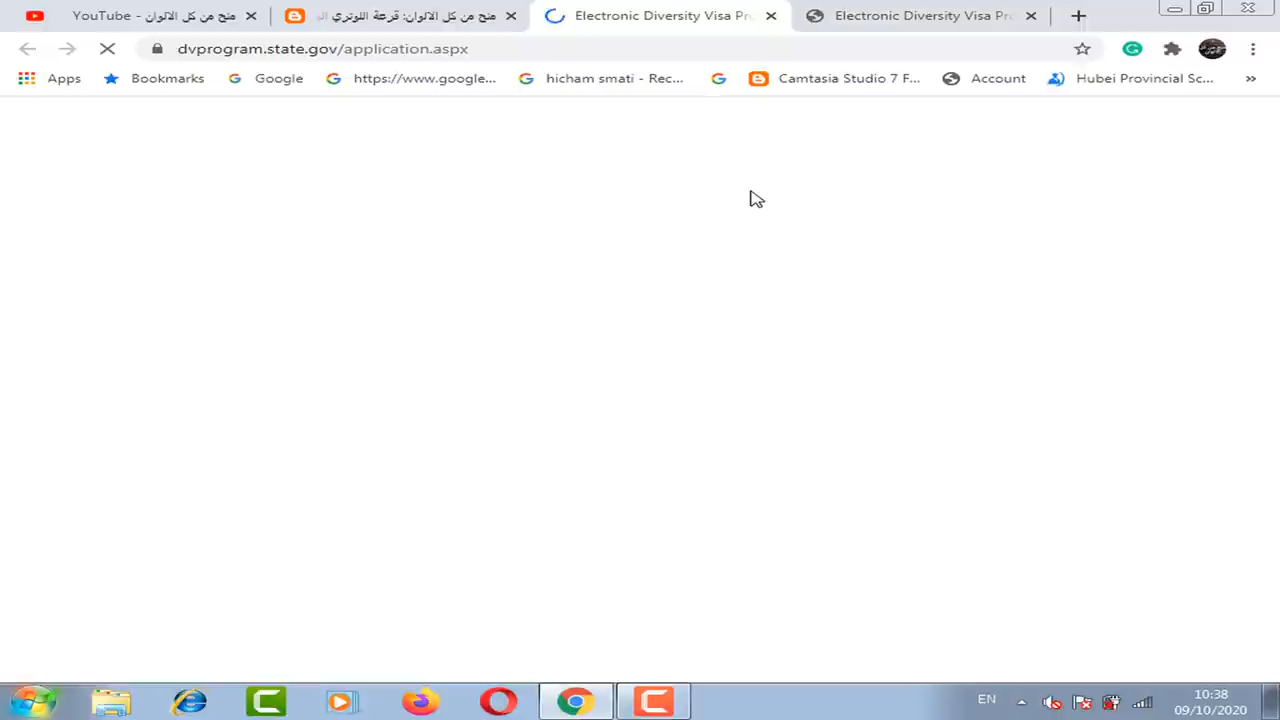 منح من كل الالوان - YouTube
منح من كل الالوان: قرعة اللوتري ال
Electronic Diversity Visa Pr
Electronic Diversity Visa Pr
dvprogram.state.gov/application.aspx
Apps
Bookmarks
Google
https://www.google...
hicham smati - Rec...
Camtasia Studio 7 F...
Account
Hubei Provincial Sc...
»
EN
10:38
09/10/2020